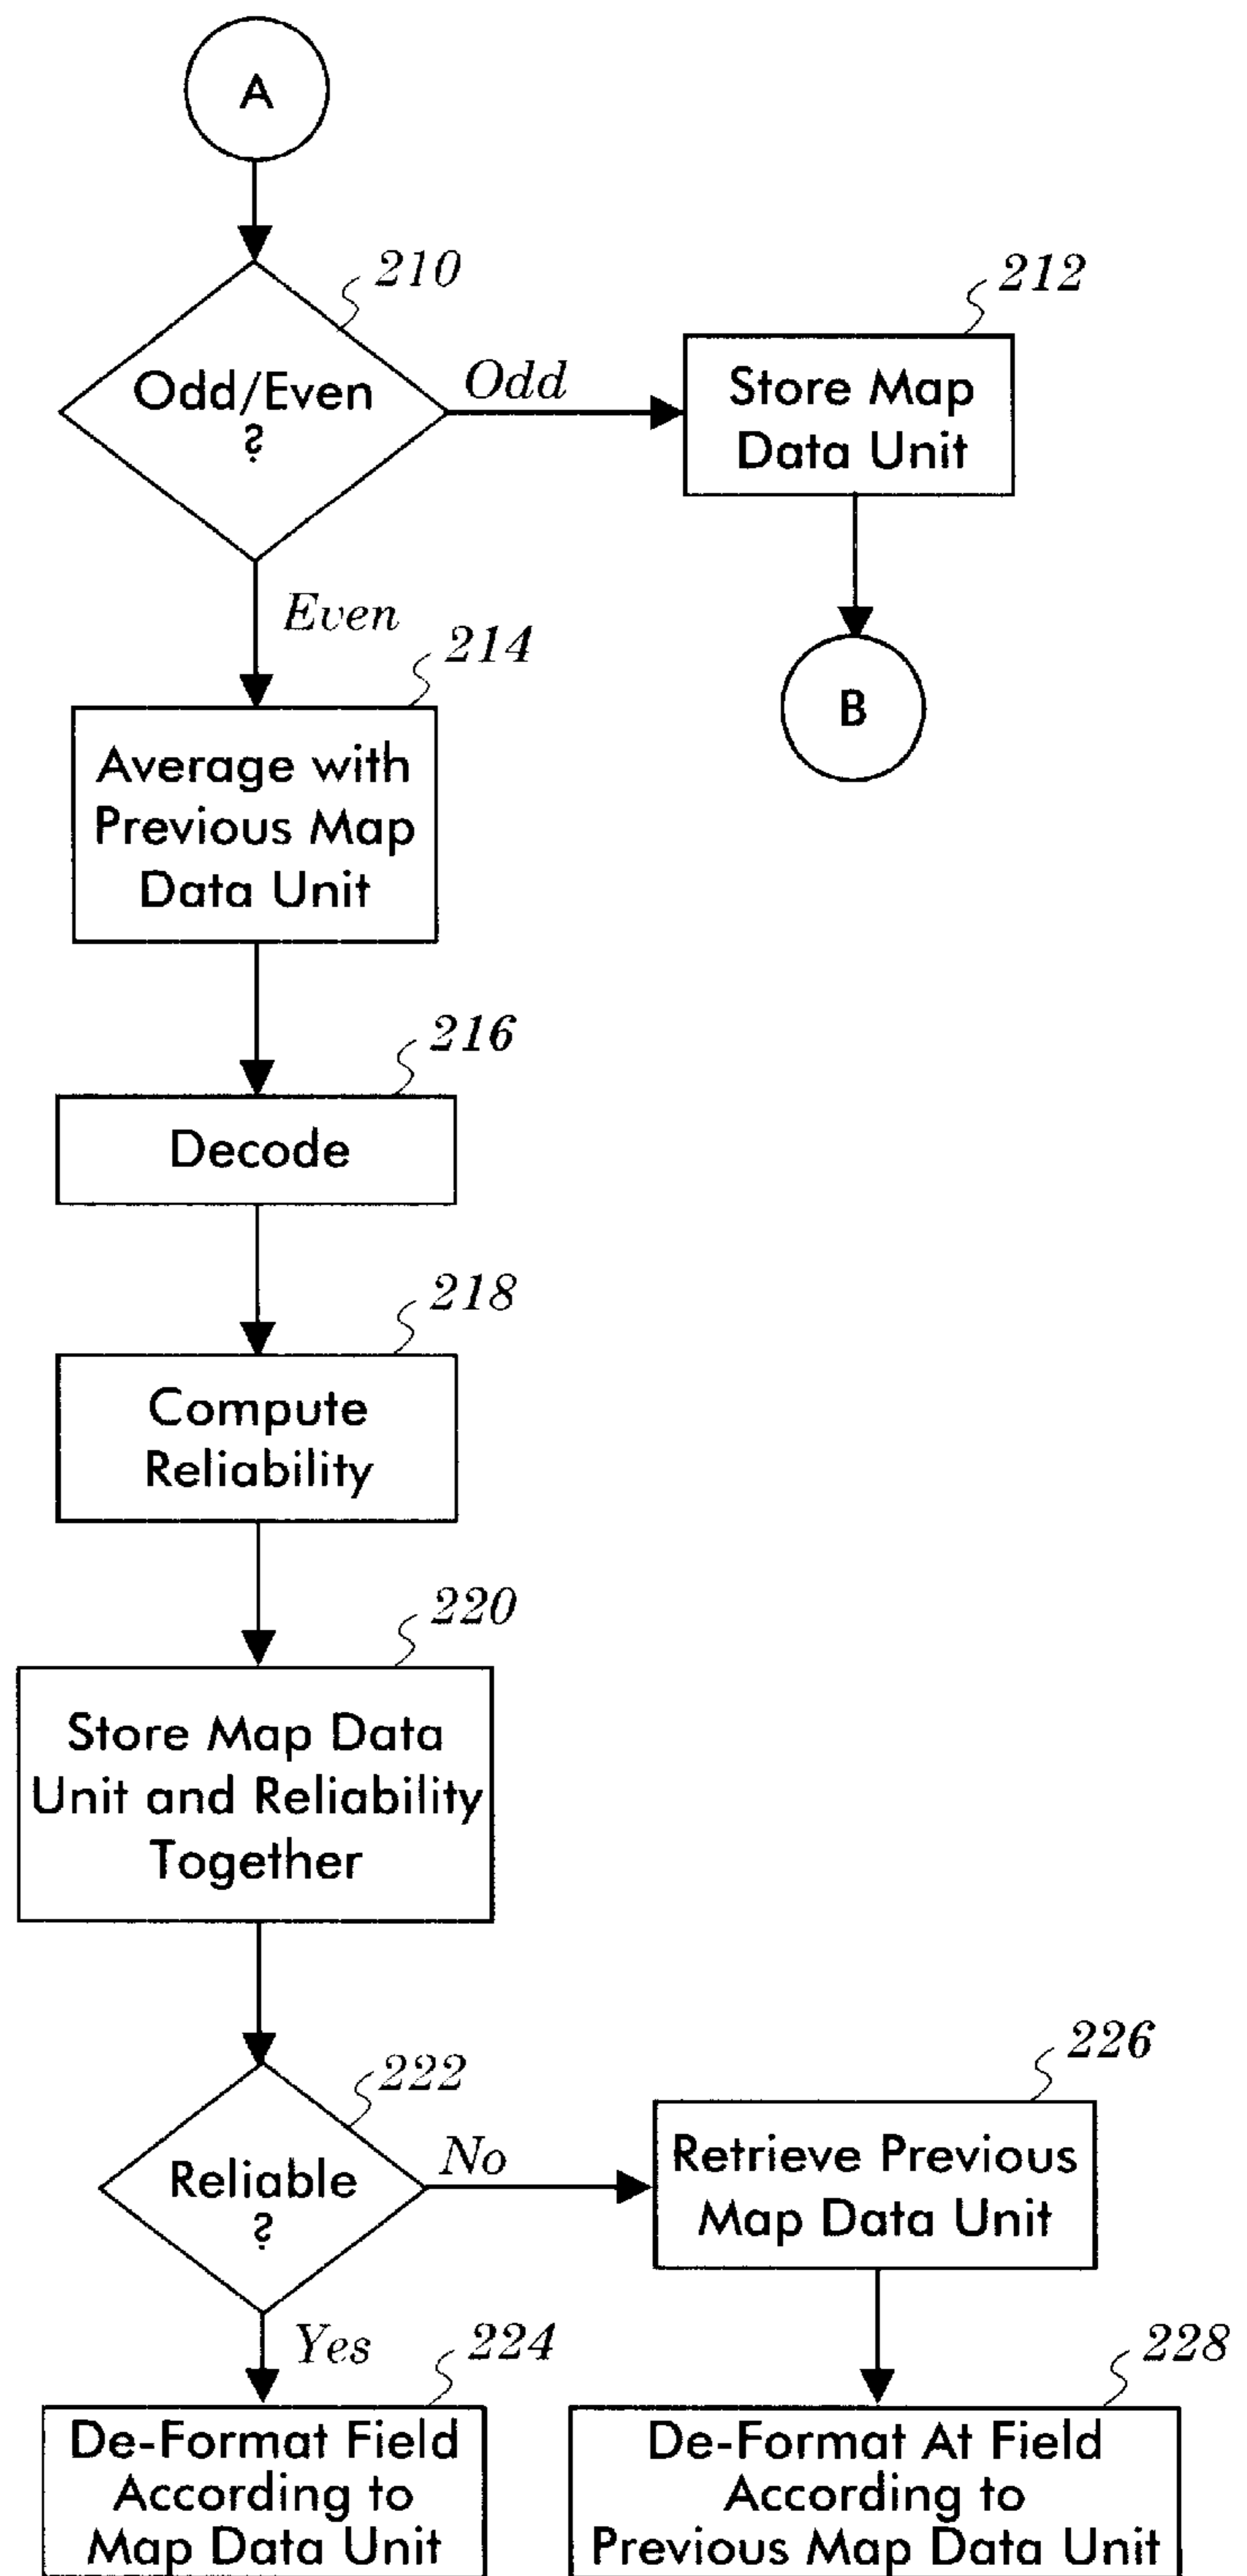 A
210
Odd/Even
?
Odd
212
Store Map
Data Unit
Even
214
B
Average with
Previous Map
Data Unit
216
Decode
218
Compute
Reliability
220
Store Map Data
Unit and Reliability
Together
222
Reliable
?
No
226
Retrieve Previous
Map Data Unit
Yes
224
De-Format Field
According to
Map Data Unit
228
De-Format At Field
According to
Previous Map Data Unit